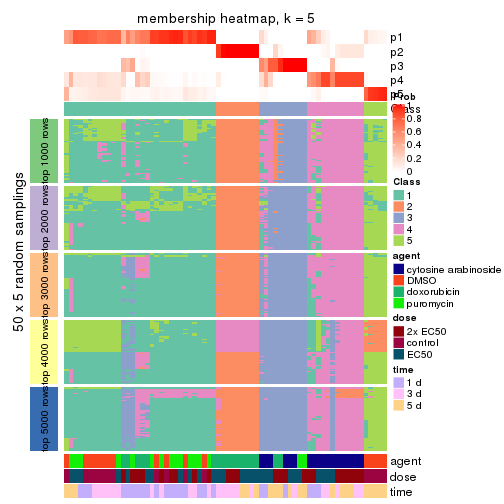 membership heatmap, k = 5
p1
p2
p3
p4
p5
Class
50 x 5 random samplings
top 1000 rows
top 2000 rows
top 3000 rows
top 4000 rows
top 5000 rows
agent
dose
time
Prob
1
0.8
0.6
0.4
0.2
0
Class
1
2
3
4
5
agent
cytosine arabinoside
DMSO
doxorubicin
puromycin
dose
2x EC50
control
EC50
time
1 d
3 d
5 d